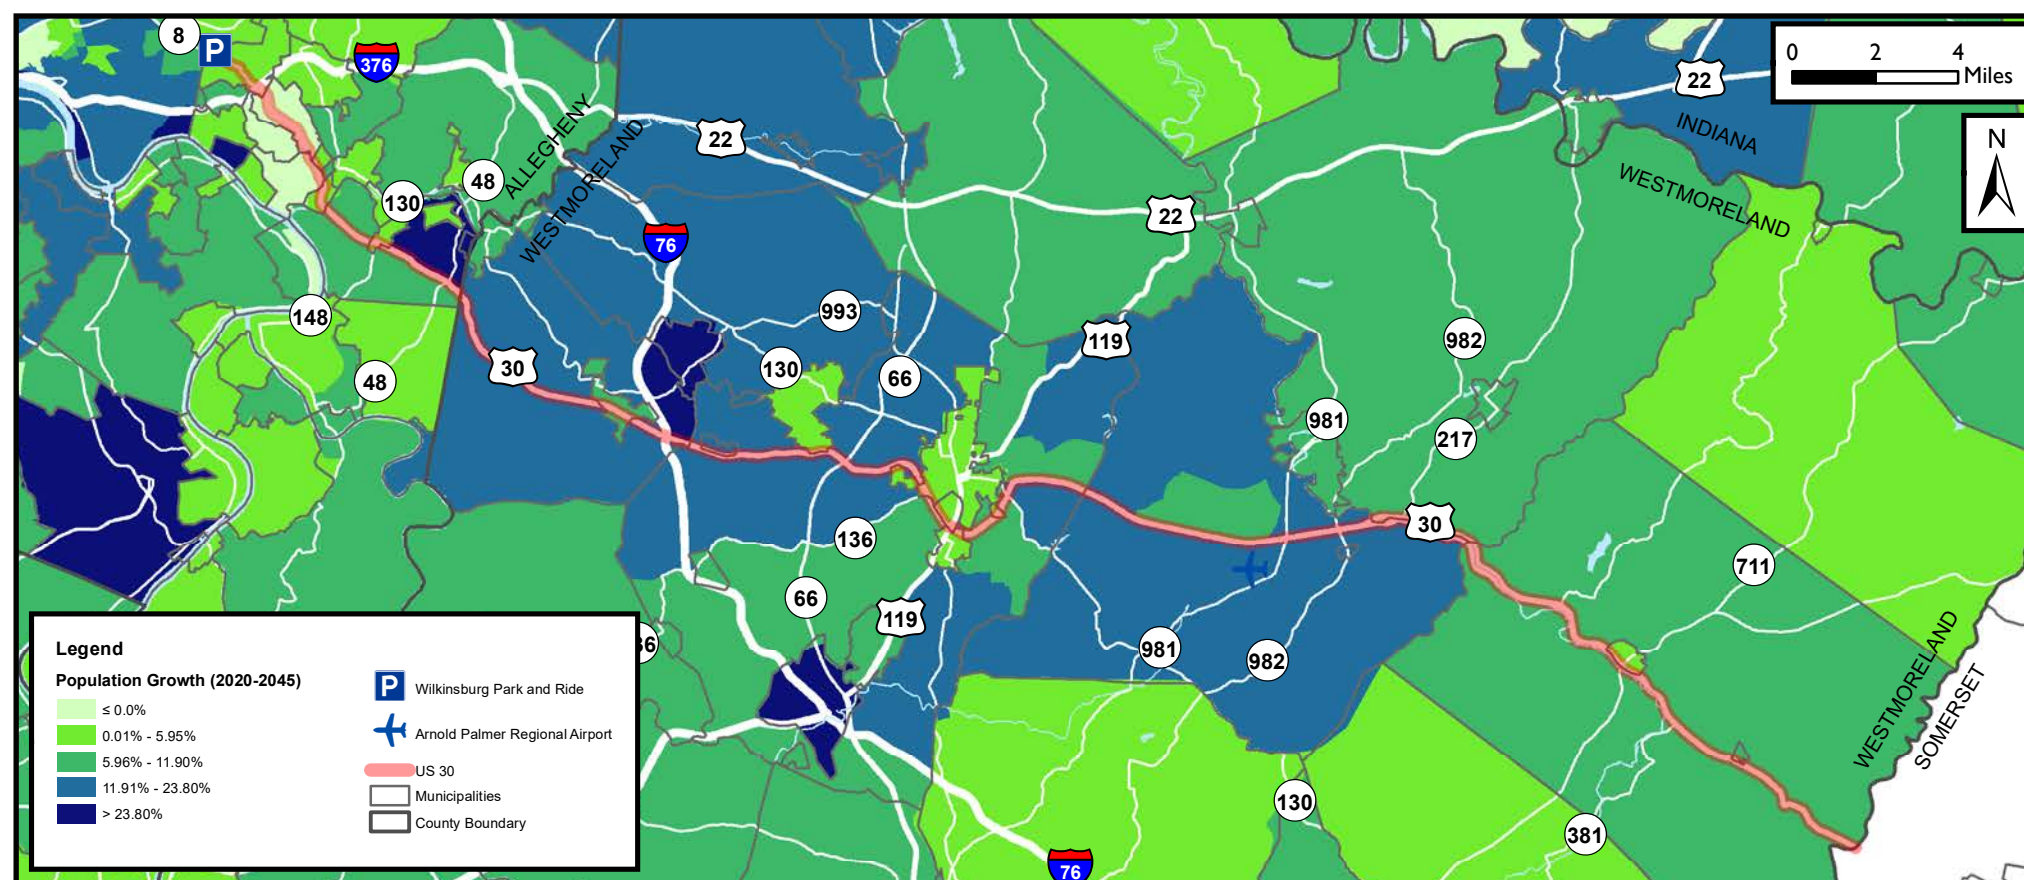 8
P
376
0 2 4
Miles
22
INDIANA
N
ALLEGHENY
WESTMORELAND
22
48
130
WESTMORELAND
22
76
993
148
119
982
30
130
66
48
981
217
30
136
711
66
119
36
981
982
WESTMORELAND
SOMERSET
130
381
76
Legend
Population Growth (2020-2045)
≤ 0.0%
0.01% - 5.95%
5.96% - 11.90%
11.91% - 23.80%
> 23.80%
P Wilkinsburg Park and Ride
Arnold Palmer Regional Airport
US 30
Municipalities
County Boundary